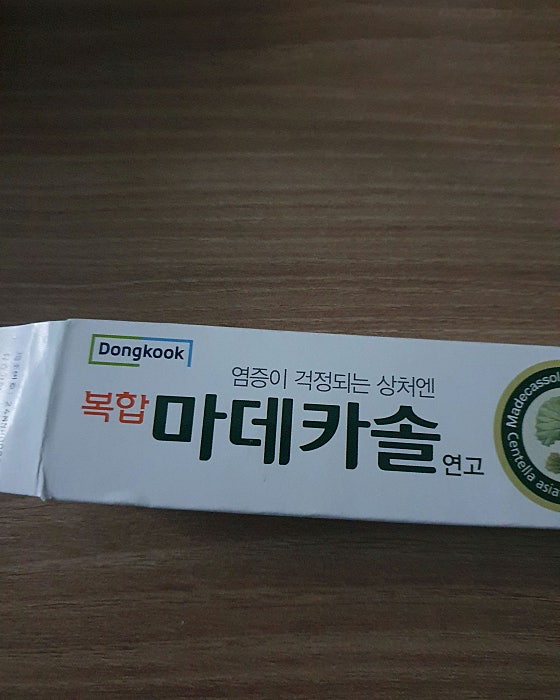 Dongkook
염증이 걱정되는 상처엔
복합 마데카솔 연고
Madecassol
Centella asia